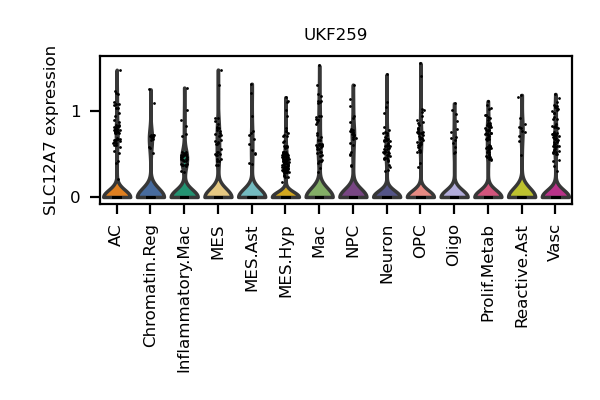 UKF259
SLC12A7 expression
1
0
AC
Chromatin.Reg
Inflammatory.Mac
MES
MES.Ast
MES.Hyp
Mac
NPC
Neuron
OPC
Oligo
Prolif.Metab
Reactive.Ast
Vasc